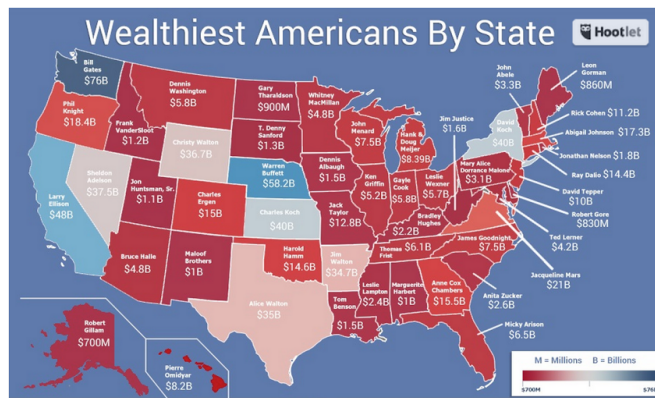 Wealthiest Americans By State
Hootlet
Bill
Gates
$76B
Phil
Knight
$18.4B
Frank
VanderSloot
$1.2B
Dennis
Washington
$5.8B
Gary
Tharaldson
$900M
Whitney
MacMillan
$4.8B
John
Abele
$3.3B
Leon
Gorman
$860M
Rick Cohen $11.2B
Abigail Johnson $17.3B
Jonathan Nelson $1.8B
Ray Dalio $14.4B
David Tepper
$10B
Robert Gore
$830M
Ted Lerner
$4.2B
Jacqueline Mars
$21B
Jim Justice
$1.6B
David
Koch
$40B
Mary Alice
Dorrance Malone
$3.1B
John
Menard
$7.5B
Hank &
Doug
Meijer
$8.39B
T. Denny
Sanford
$1.3B
Christy Walton
$36.7B
Sheldon
Adelson
$37.5B
Larry
Ellison
$48B
Jon
Huntsman, Sr.
$1.1B
Charles
Ergen
$15B
Warren
Buffett
$58.2B
Dennis
Albaugh
$1.5B
Ken
Griffin
$5.2B
Gayle
Cook
$5.8B
Leslie
Wexner
$5.7B
Charles Koch
$40B
Jack
Taylor
$12.8B
Bradley
Hughes
$2.2B
Thomas
Frist
$6.1B
James Goodnight
$7.5B
Bruce Halle
$4.8B
Maloof
Brothers
$1B
Harold
Hamm
$14.6B
Jim
Walton
$34.7B
Alice Walton
$35B
Tom
Benson
$1.5B
Leslie
Lampton
$2.4B
Marguerite
Harbert
$1B
Anne Cox
Chambers
$15.5B
Anita Zucker
$2.6B
Micky Arison
$6.5B
Robert
Gillam
$700M
Pierre
Omidyar
$8.2B
M = Millions B = Billions
$700M
$76B